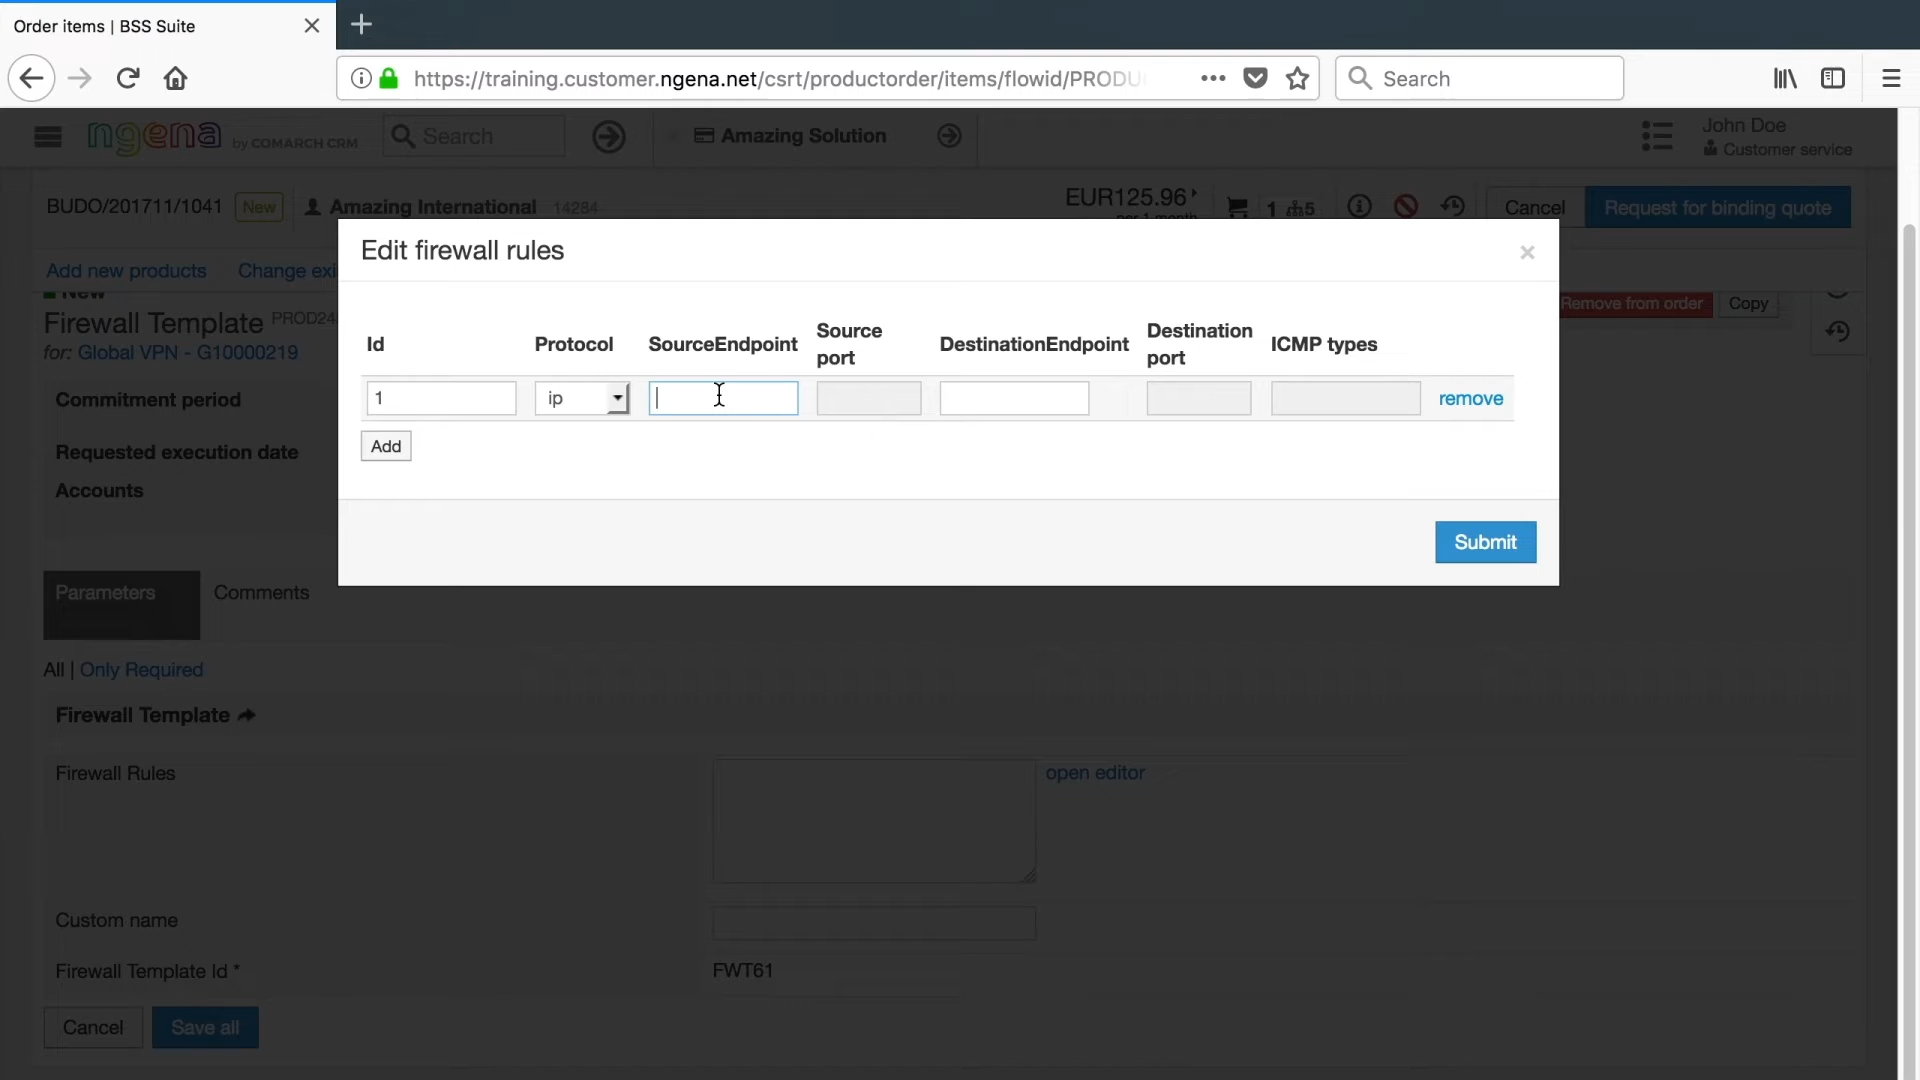 Order items | BSS Suite
https://training.customer.ngena.net/csrt/productorder/items/flowid/PRODU
Search
ngena by COMARCH CRM
Search
Amazing Solution
John Doe
Customer service
BUDO/201711/1041 New Amazing International 14284
EUR125.96
per 1 month
1 5
Cancel
Request for binding quote
Add new products Change exi
New
Firewall Template PROD24
for: Global VPN - G10000219
Remove from order
Copy
Edit firewall rules
Id Protocol SourceEndpoint Source port DestinationEndpoint Destination port ICMP types
1 ip remove
Add
Submit
Commitment period
Requested execution date
Accounts
Parameters Comments
All | Only Required
Firewall Template
Firewall Rules open editor
Custom name
Firewall Template Id * FWT61
Cancel Save all